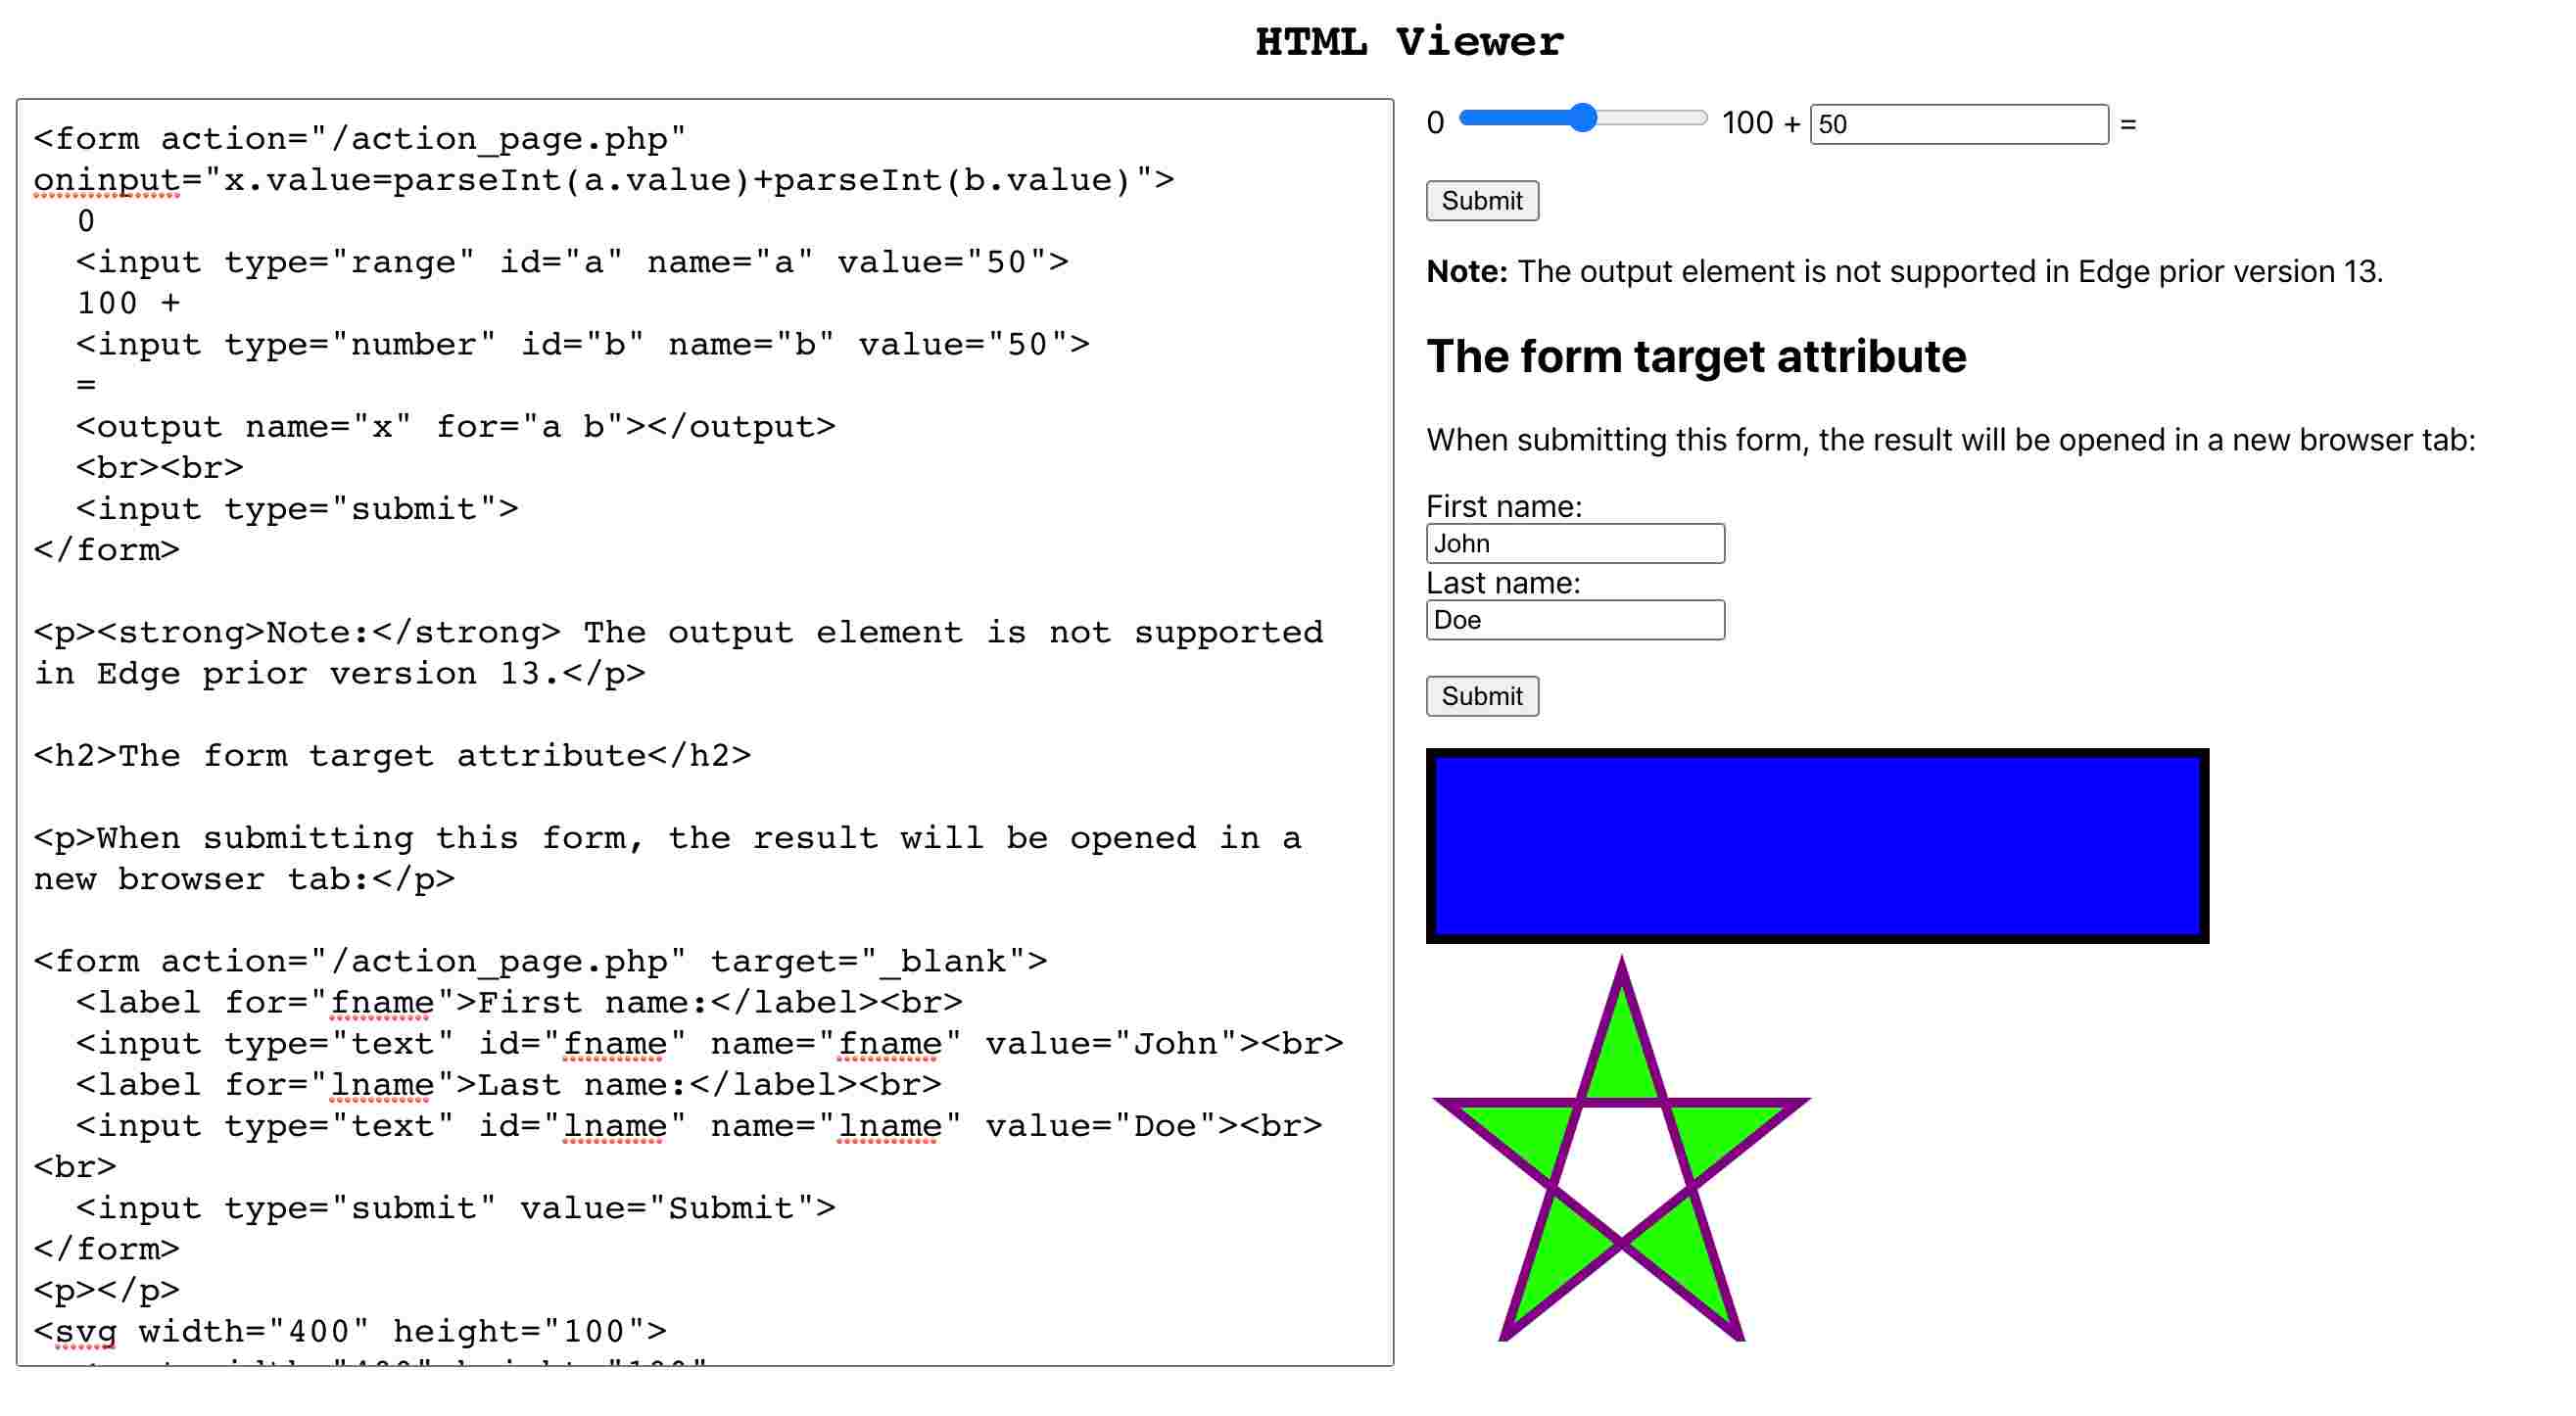 HTML Viewer
<form action="/action_page.php"
oninput="x.value=parseInt(a.value)+parseInt(b.value)">
0
<input type="range" id="a" name="a" value="50">
100 +
<input type="number" id="b" name="b" value="50">
=
<output name="x" for="a b"></output>
<br><br>
<input type="submit">
</form>
<p><strong>Note:</strong> The output element is not supported
in Edge prior version 13.</p>
<h2>The form target attribute</h2>
<p>When submitting this form, the result will be opened in a
new browser tab:</p>
<form action="/action_page.php" target="_blank">
<label for="fname">First name:</label><br>
<input type="text" id="fname" name="fname" value="John"><br>
<label for="lname">Last name:</label><br>
<input type="text" id="lname" name="lname" value="Doe"><br>
<br>
<input type="submit" value="Submit">
</form>
<p></p>
<svg width="400" height="100">
0 100 + 50 =
Submit
Note: The output element is not supported in Edge prior version 13.
The form target attribute
When submitting this form, the result will be opened in a new browser tab:
First name:
John
Last name:
Doe
Submit